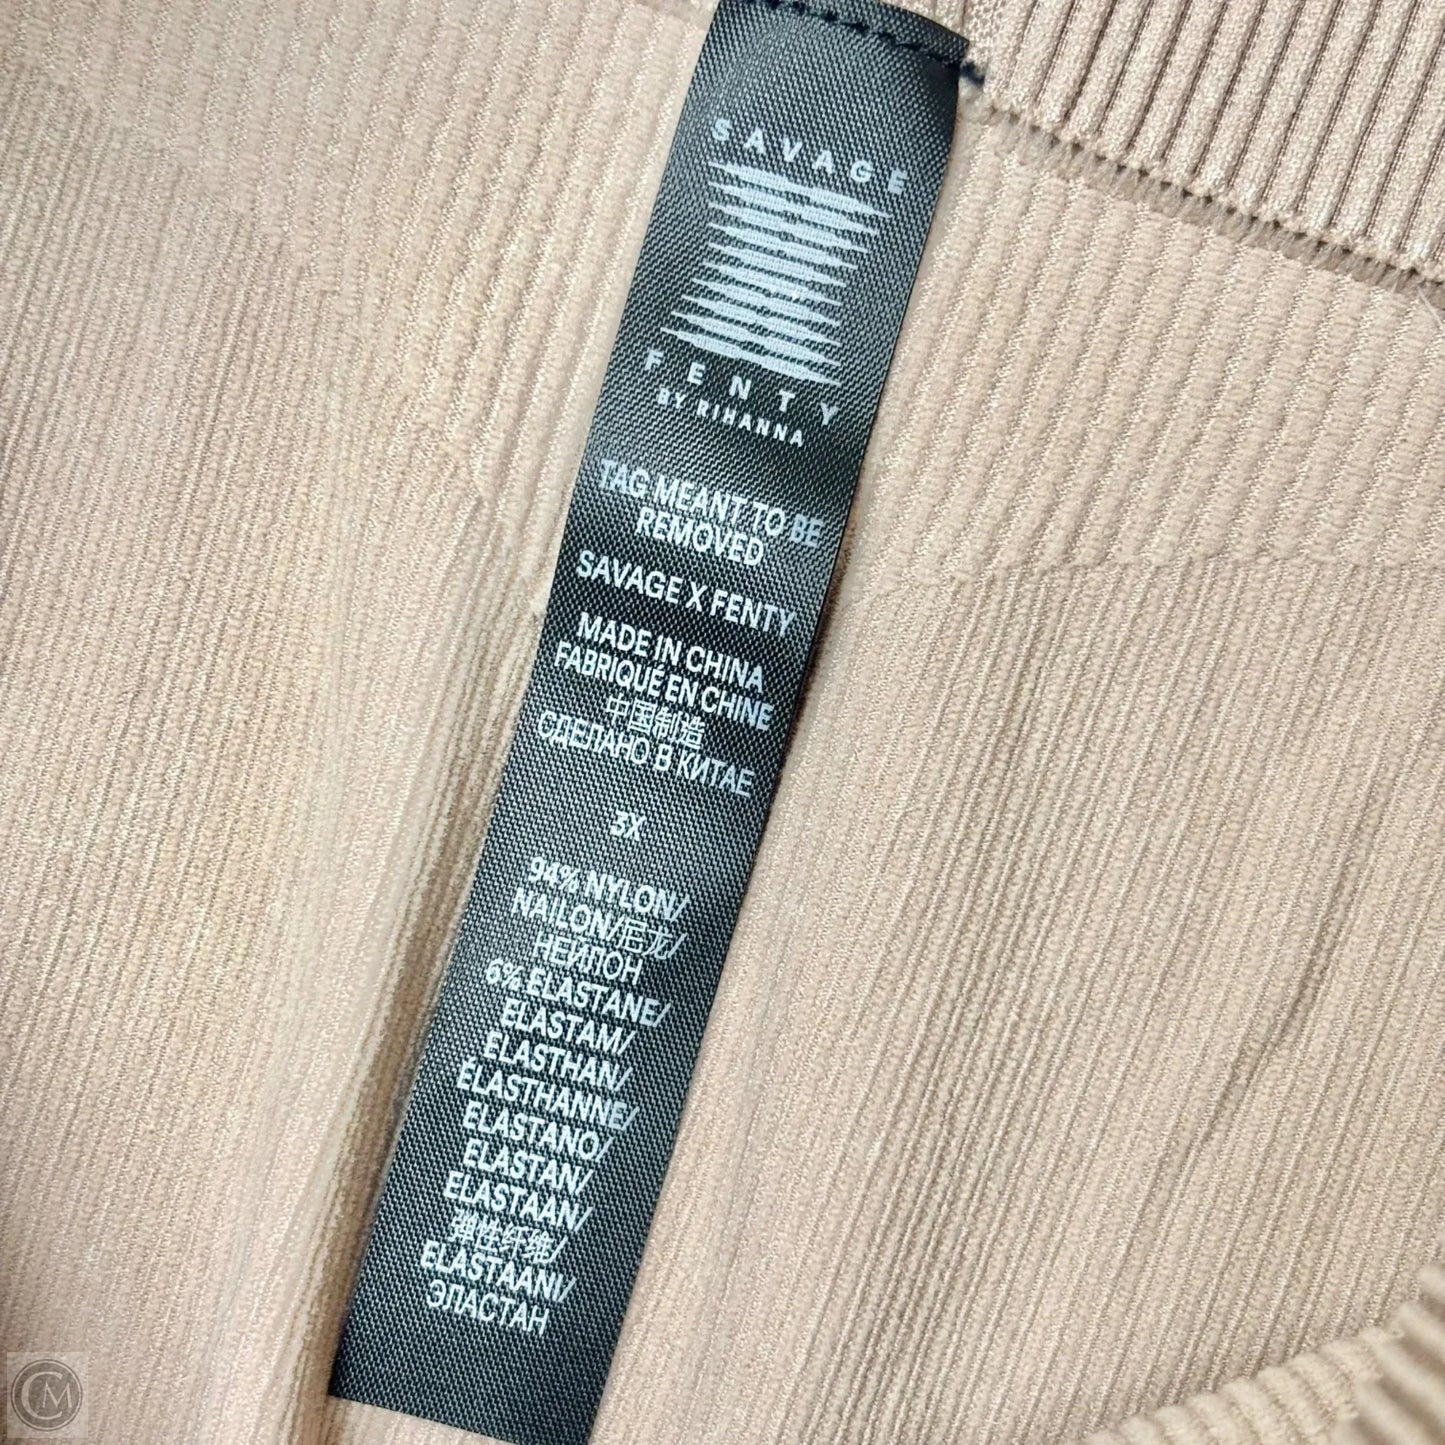 SAVAGE
FENTY
BY RIHANNA
TAG MEANT TO BE
REMOVED
SAVAGE X FENTY
MADE IN CHINA
FABRIQUÉ EN CHINE
中国制造
СДЕЛАНО В КИТАЕ
3X
94% NYLON/
NAILON/尼龙/
НЕЙЛОН
6% ELASTANE/
ELASTAM/
ELASTHAN/
ÉLASTHANNE/
ELASTANO/
ELASTAN/
ELASTAAN/
弹性纤维/
ELASTAANI/
ЭЛАСТАН
CM